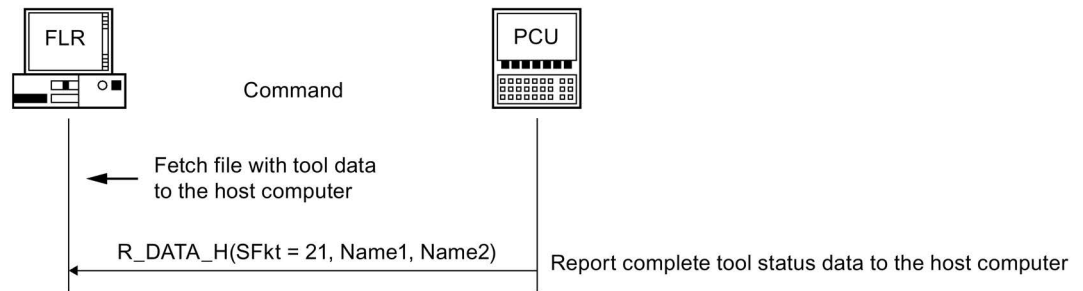 FLR
PCU
Command
Fetch file with tool data
to the host computer
R_DATA_H(SFkt = 21, Name1, Name2)
Report complete tool status data to the host computer